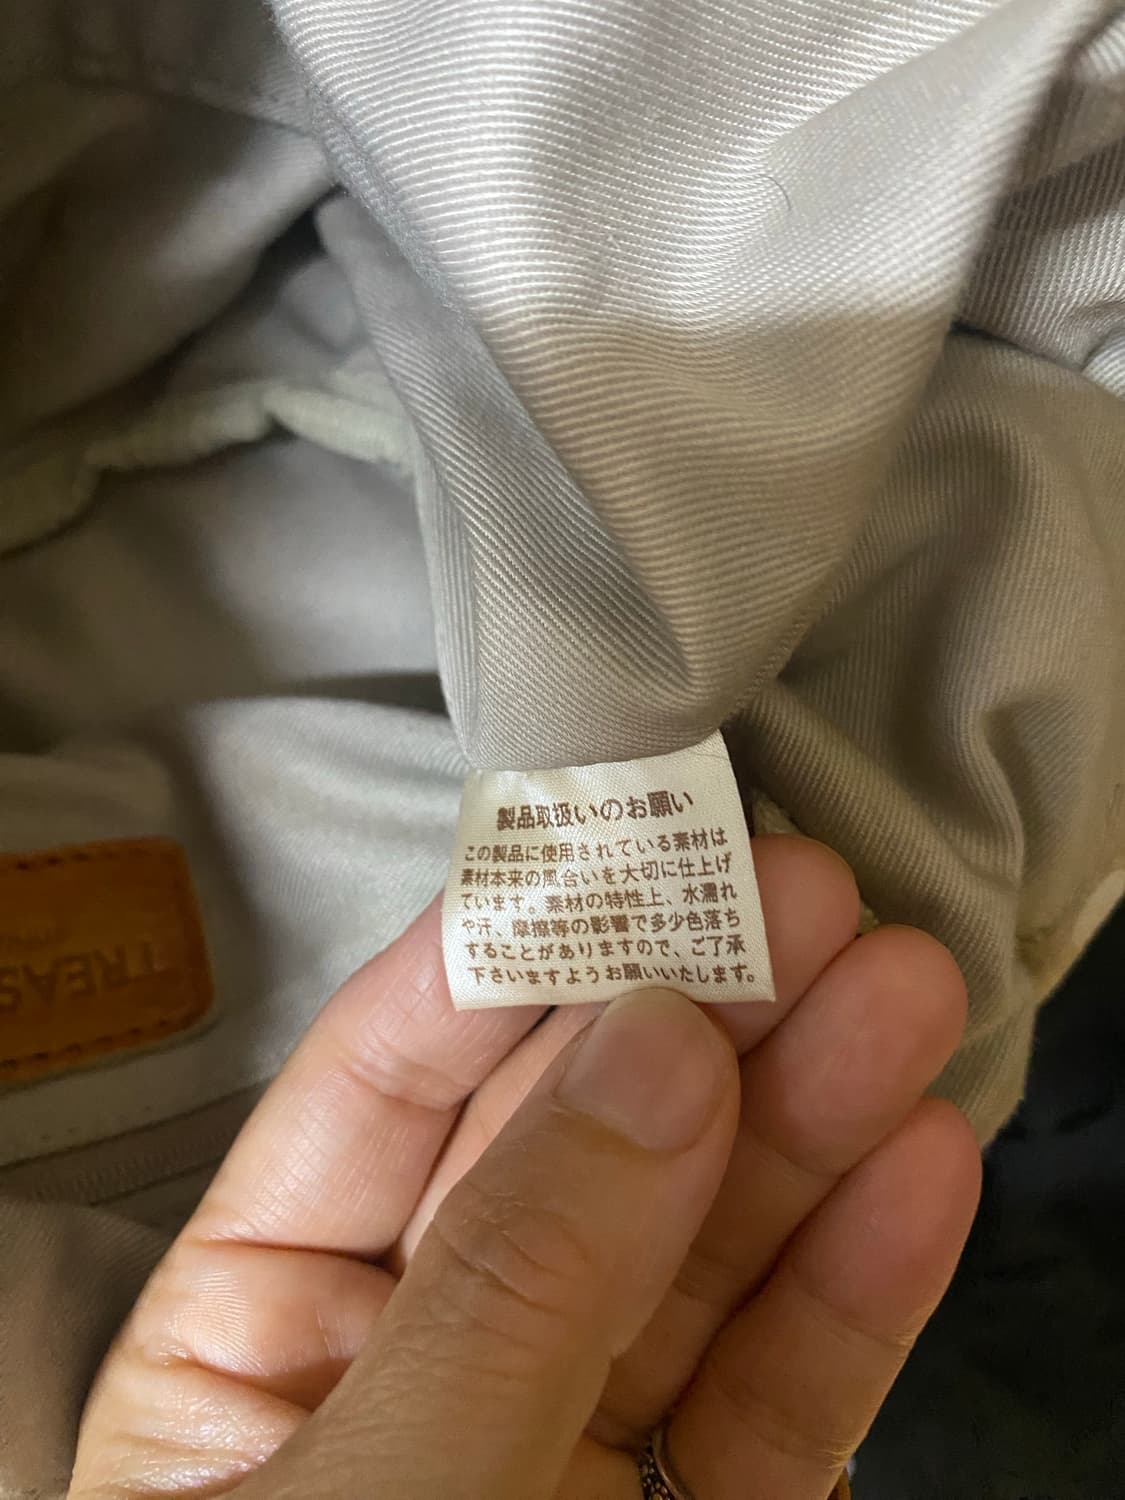 製品取扱いのお願い
この製品に使用されている素材は
素材本来の風合いを大切に仕上げ
ています。素材の特性上、水濡れ
や汗、摩擦等の影響で多少色落ち
することがありますので、ご了承
下さいますようお願いいたします。
TREAS